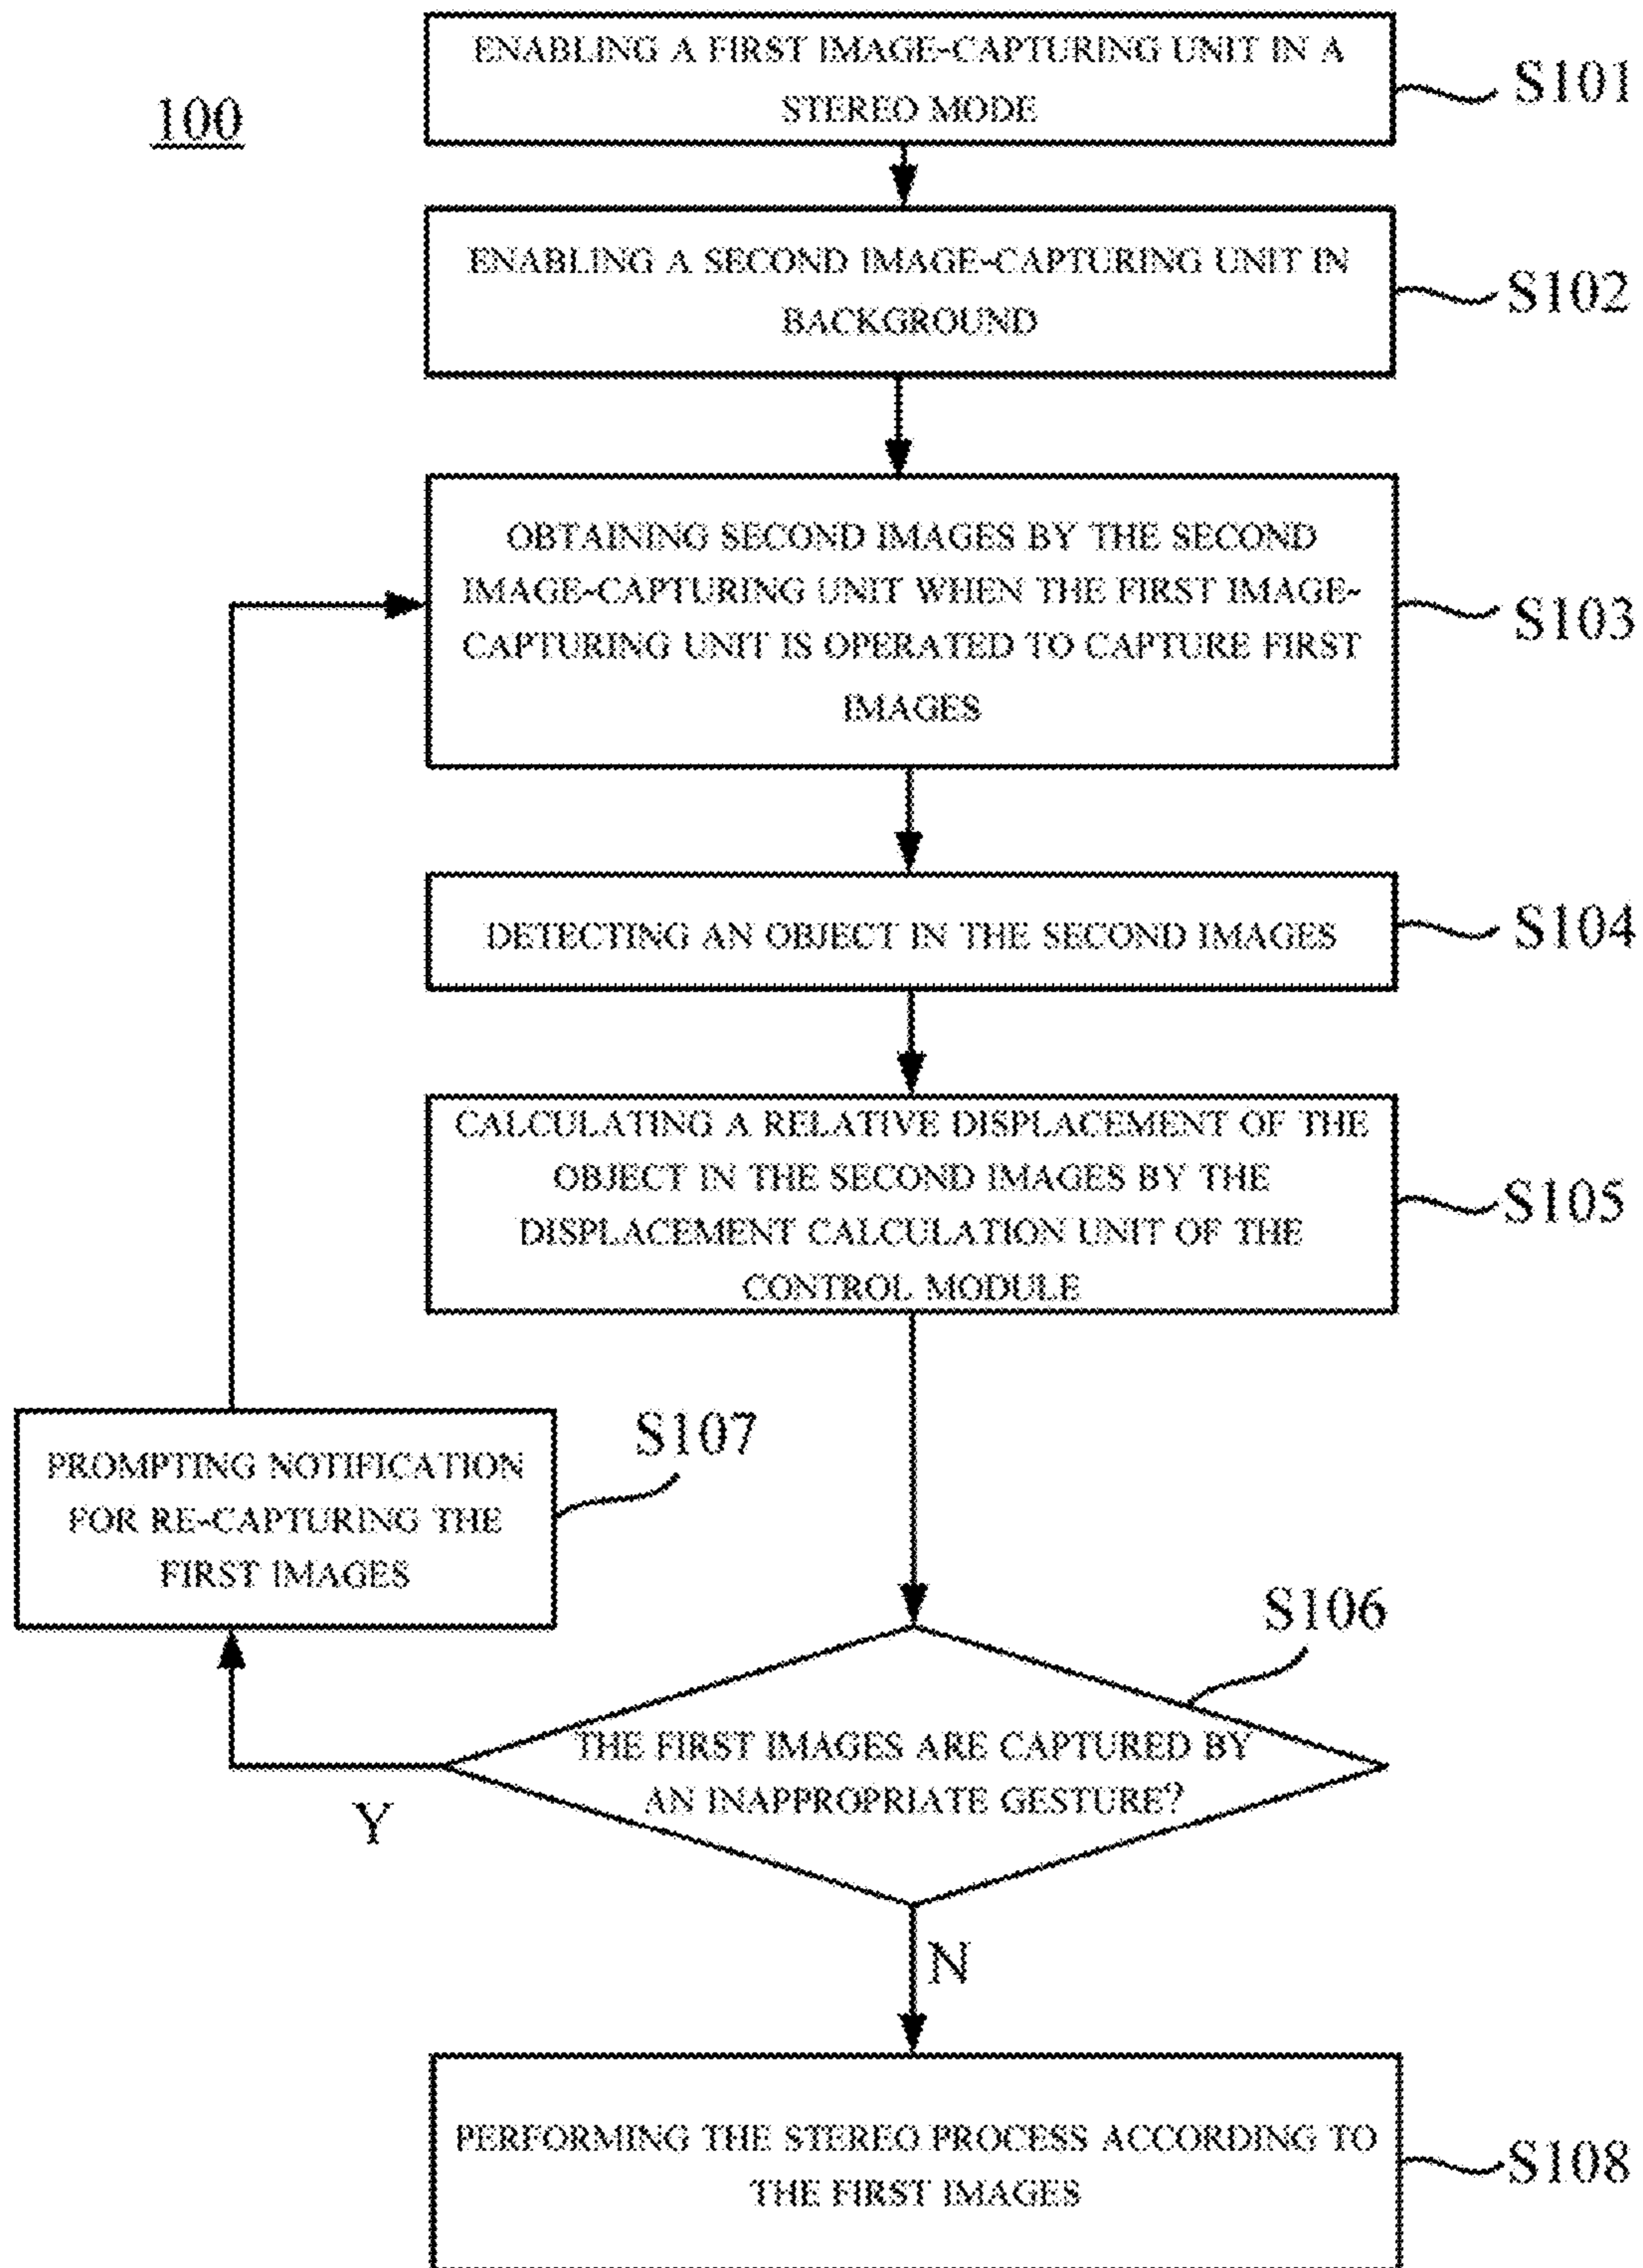 100
ENABLING A FIRST IMAGE-CAPTURING UNIT IN A
STEREO MODE
S101
ENABLING A SECOND IMAGE-CAPTURING UNIT IN
BACKGROUND
S102
OBTAINING SECOND IMAGES BY THE SECOND
IMAGE-CAPTURING UNIT WHEN THE FIRST IMAGE-
CAPTURING UNIT IS OPERATED TO CAPTURE FIRST
IMAGES
S103
DETECTING AN OBJECT IN THE SECOND IMAGES
S104
CALCULATING A RELATIVE DISPLACEMENT OF THE
OBJECT IN THE SECOND IMAGES BY THE
DISPLACEMENT CALCULATION UNIT OF THE
CONTROL MODULE
S105
PROMPTING NOTIFICATION
FOR RE-CAPTURING THE
FIRST IMAGES
S107
S106
THE FIRST IMAGES ARE CAPTURED BY
AN INAPPROPRIATE GESTURE?
Y
N
PERFORMING THE STEREO PROCESS ACCORDING TO
THE FIRST IMAGES
S108